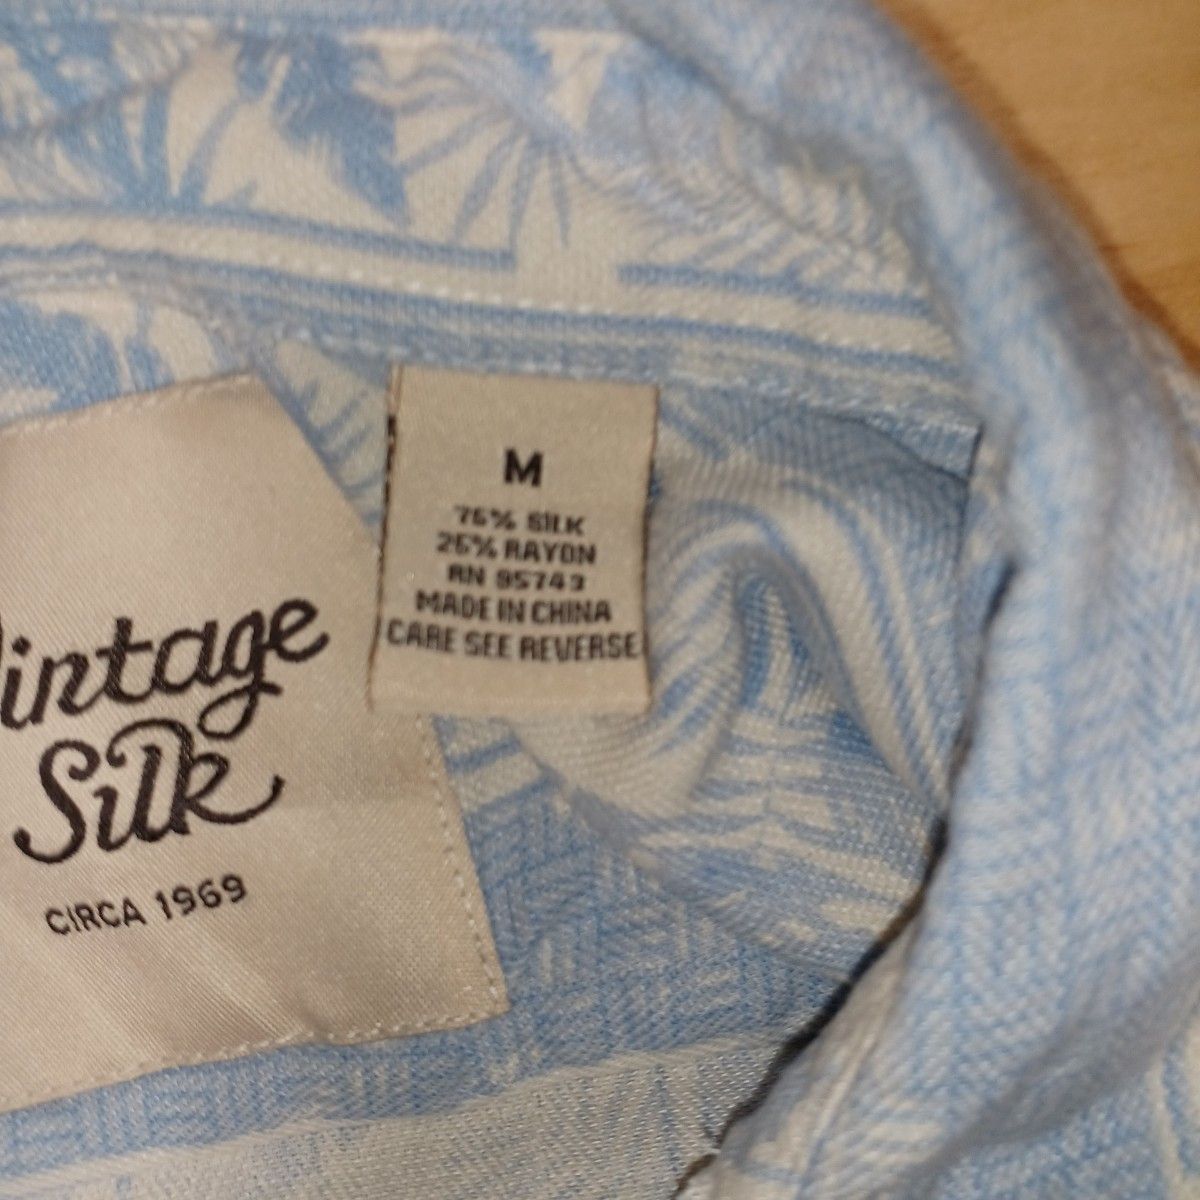 Vintage
Silk
CIRCA 1969
M
75% SILK
25% RAYON
RN 95743
MADE IN CHINA
CARE SEE REVERSE